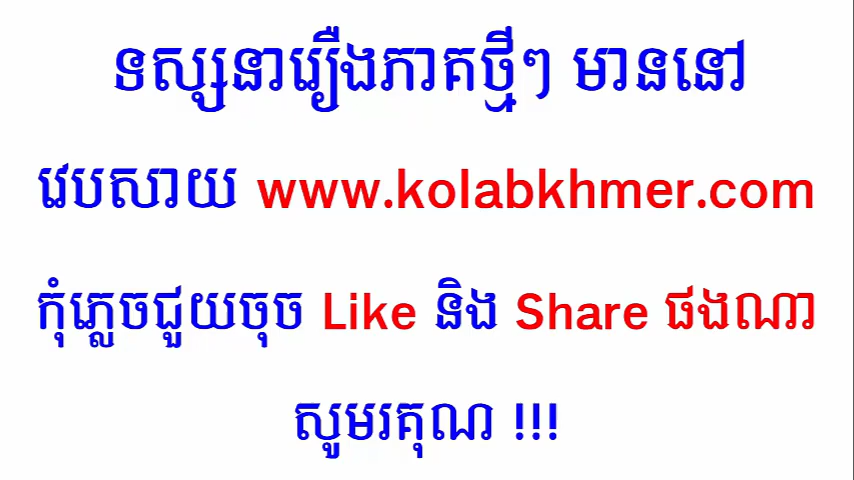 ទស្សនារឿងភាគថ្មីៗ មាននៅ
វេបសាយ www.kolabkhmer.com
កុំភ្លេចជួយចុច Like និង Share ផងណា
សូមរគុណ !!!